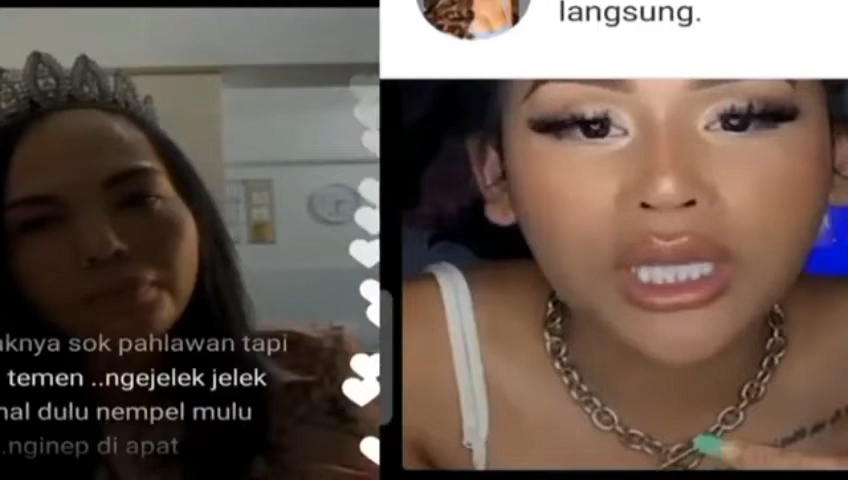 langsung.
aknya sok pahlawan tapi
temen ..ngejelek jelek
nal dulu nempel mulu
..nginep di apat